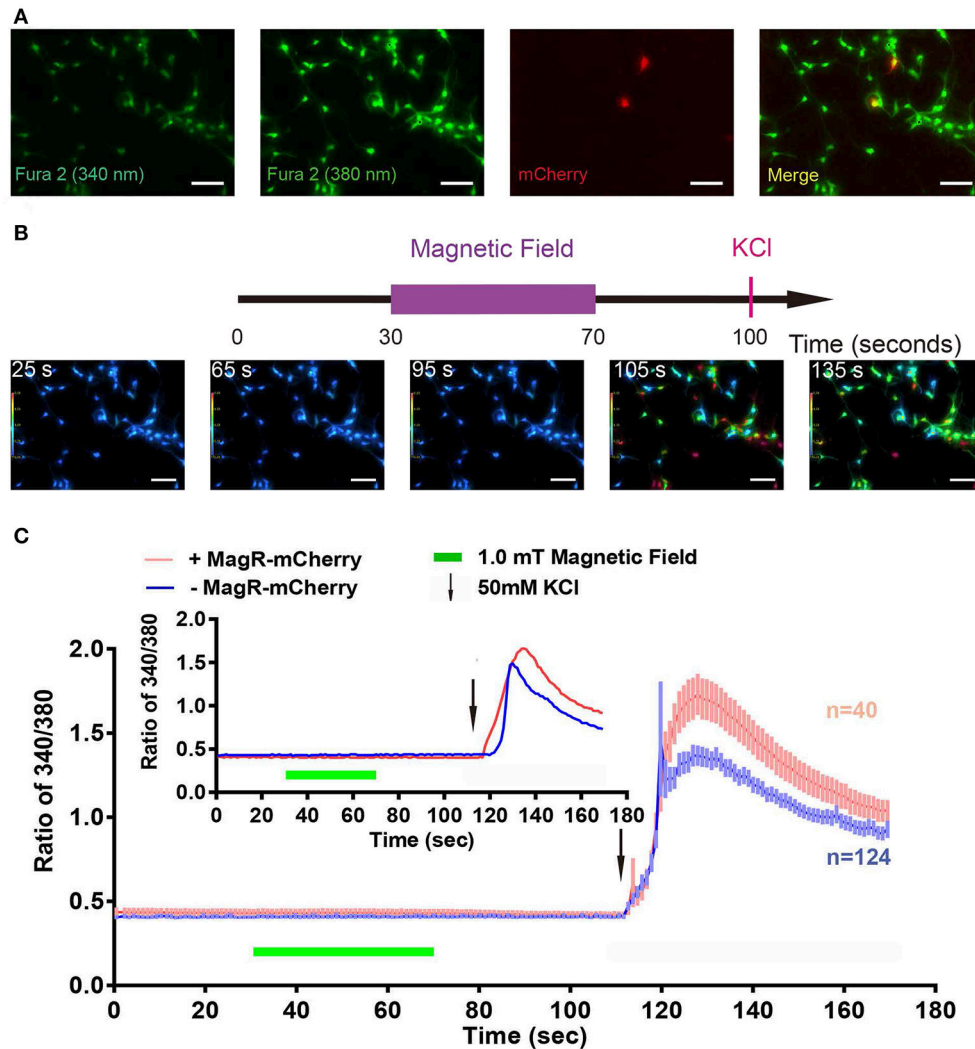 A
Fura 2 (340 nm)
Fura 2 (380 nm)
mCherry
Merge
B
Magnetic Field
KCl
0
30
70
100
Time (seconds)
25 s
65 s
95 s
105 s
135 s
C
+ MagR-mCherry
1.0 mT Magnetic Field
- MagR-mCherry
50mM KCl
Ratio of 340/380
2.0
1.5
1.0
0.5
0.0
0 20 40 60 80 100 120 140 160 180
Time (sec)
Ratio of 340/380
2.0
1.5
1.0
0.5
0.0
n=40
n=124
0 20 40 60 80 100 120 140 160 180
Time (sec)